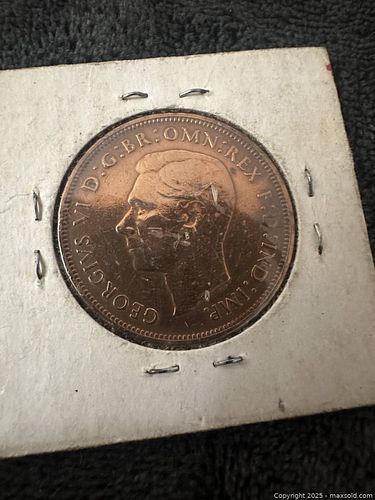 GEORGIVS VI D:G:BR:OMN:REX F:D:IND:IMP.
Copyright 2025 - maxsold.com